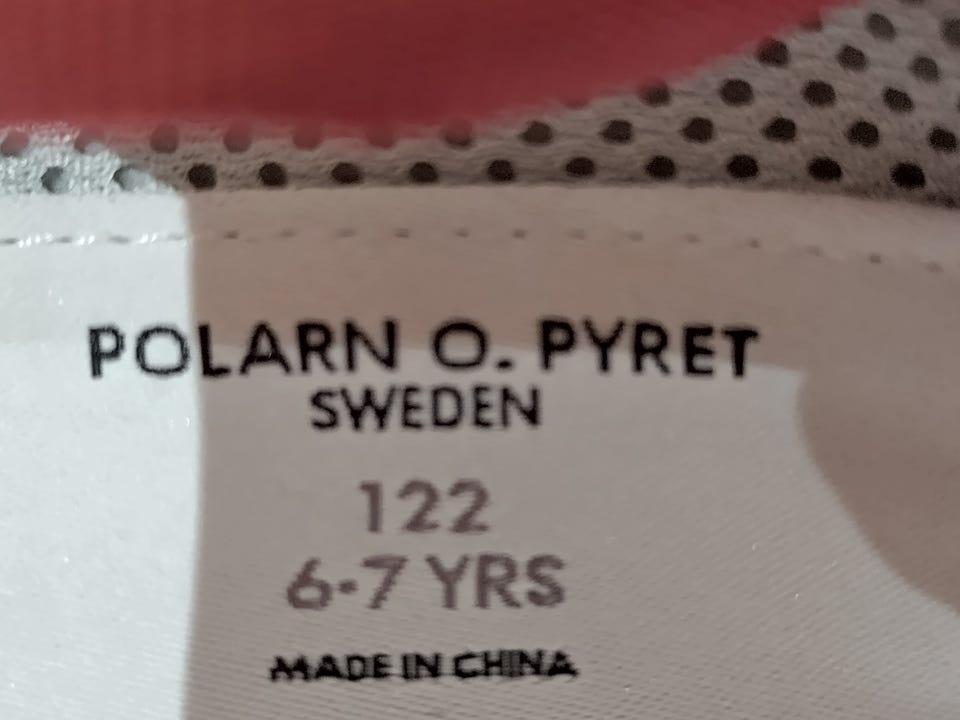 POLARN O. PYRET
SWEDEN
122
6-7 YRS
MADE IN CHINA